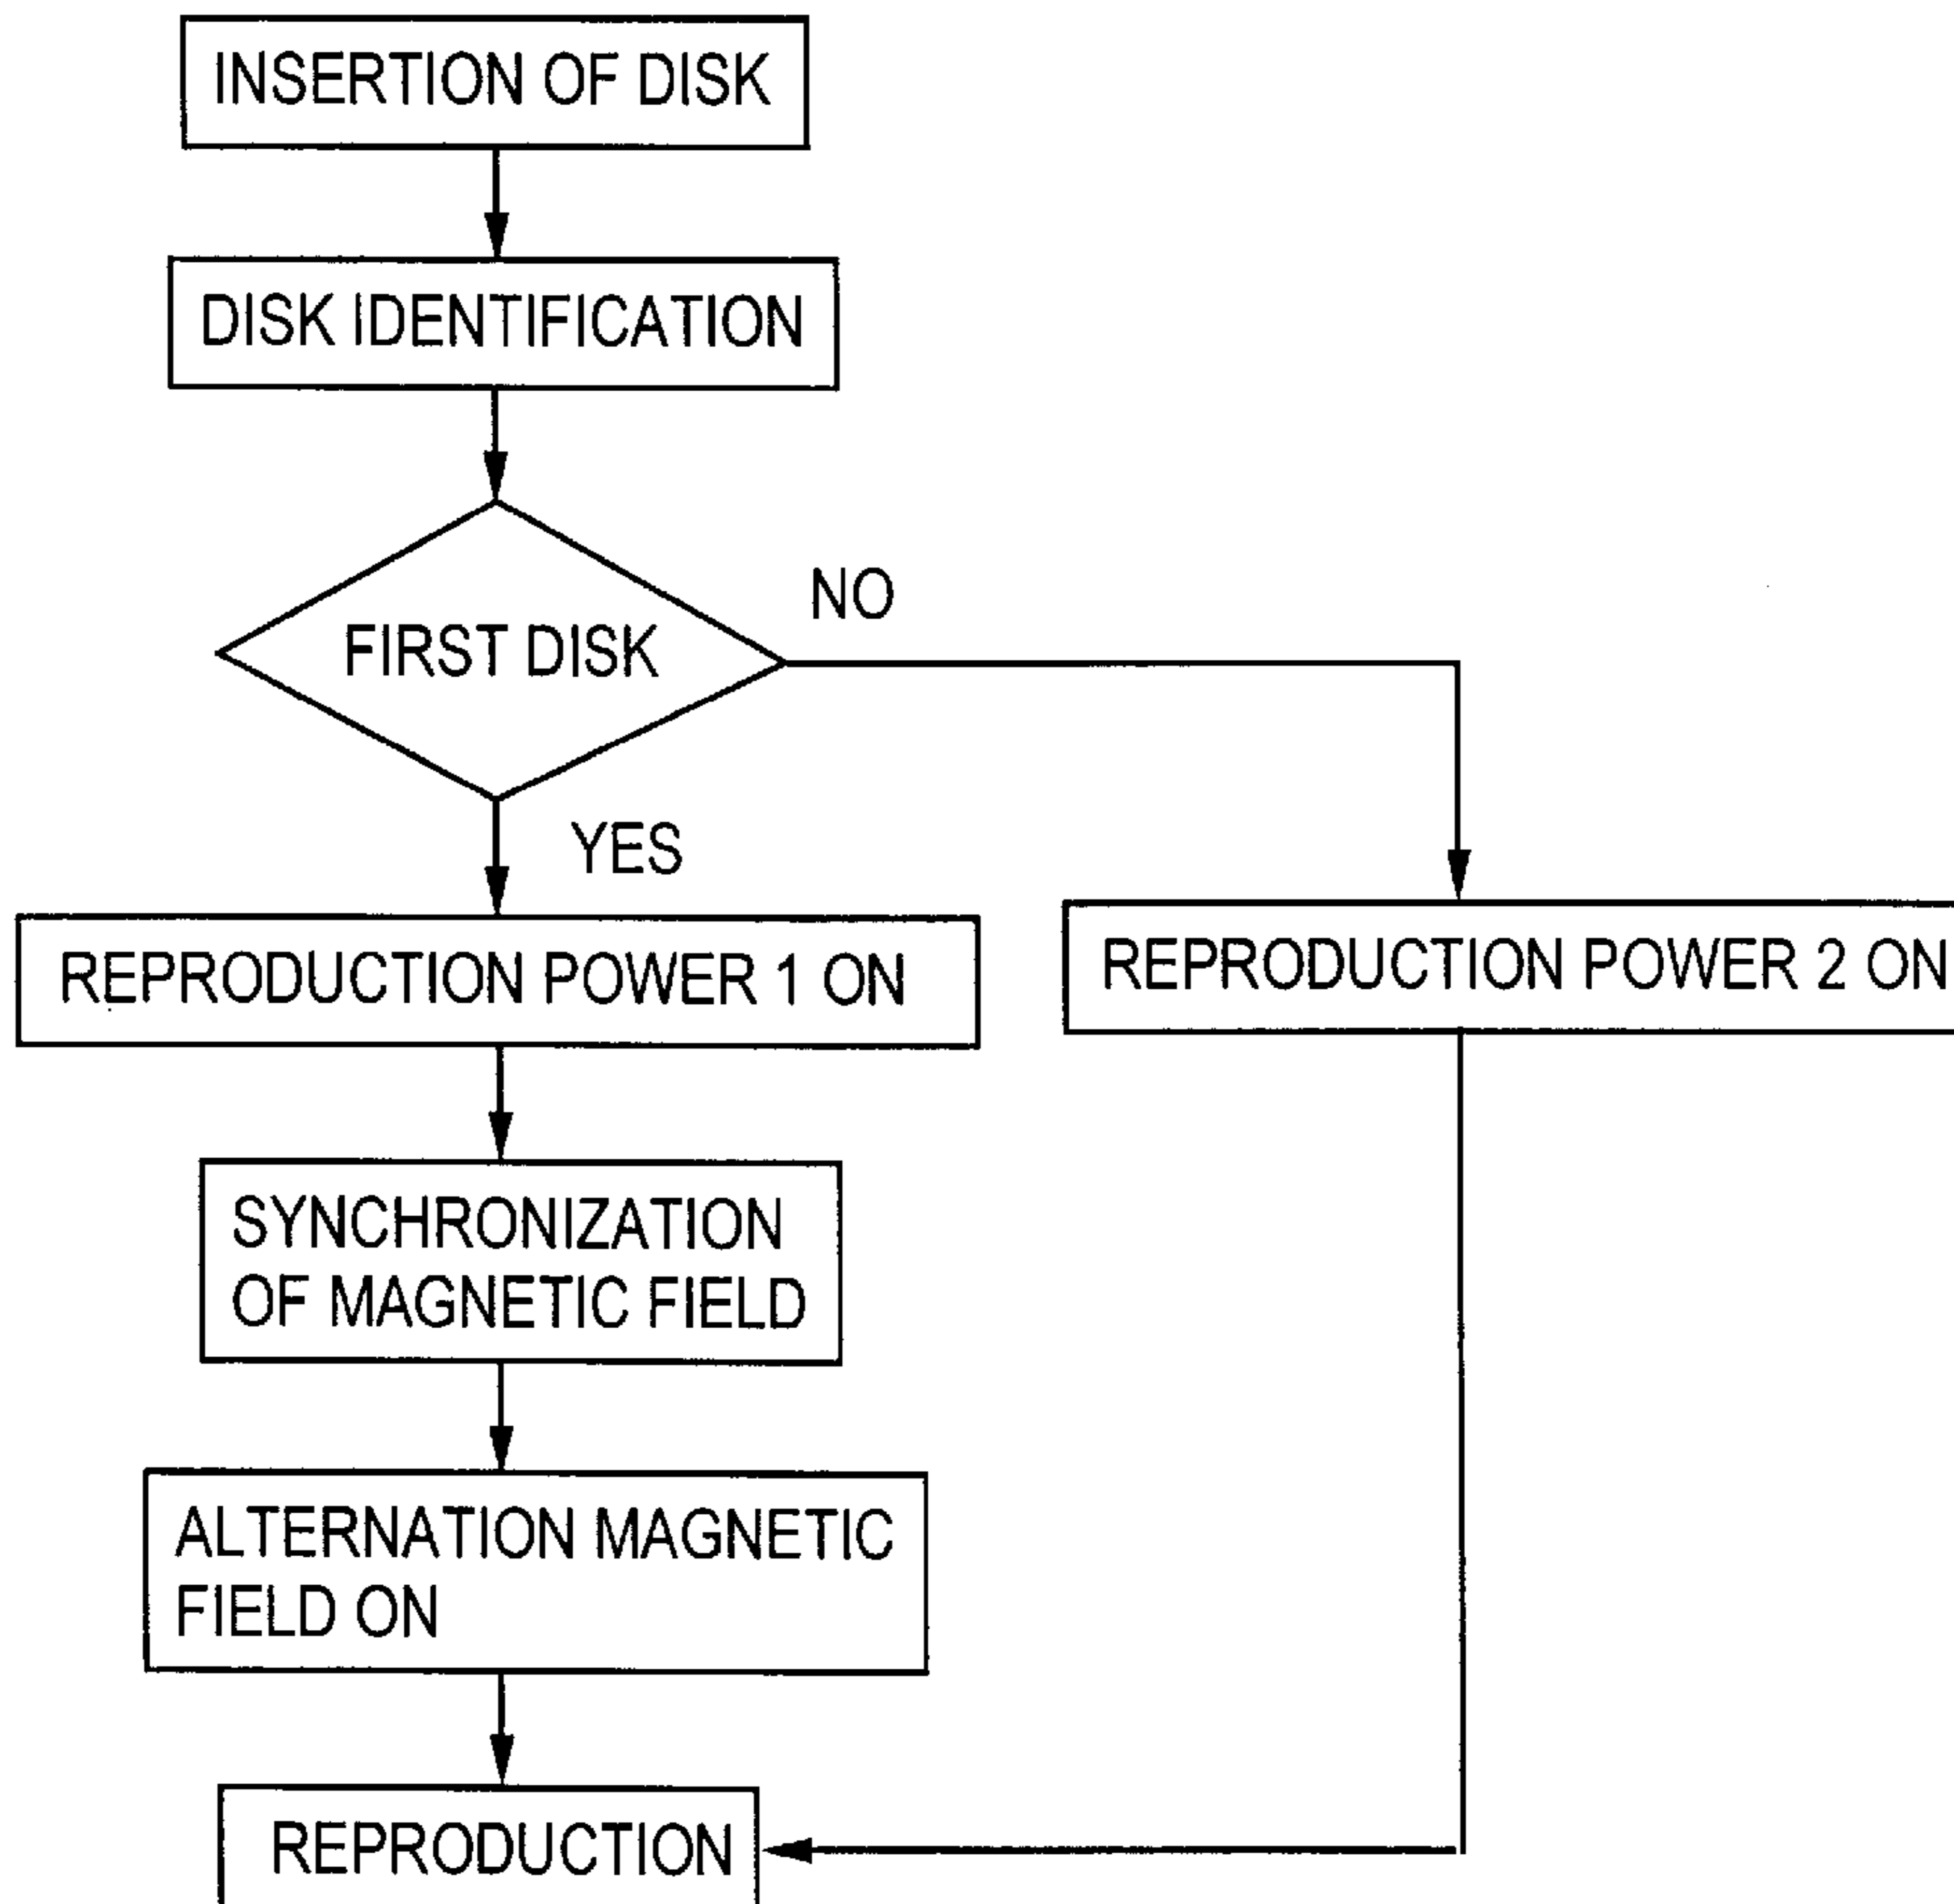 INSERTION OF DISK
DISK IDENTIFICATION
FIRST DISK
NO
YES
REPRODUCTION POWER 1 ON
REPRODUCTION POWER 2 ON
SYNCHRONIZATION
OF MAGNETIC FIELD
ALTERNATION MAGNETIC
FIELD ON
REPRODUCTION